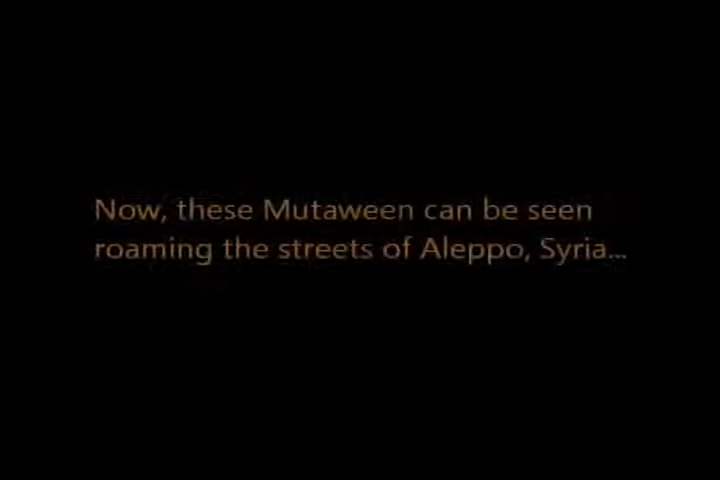 Now, these Mutaween can be seen
roaming the streets of Aleppo, Syria...